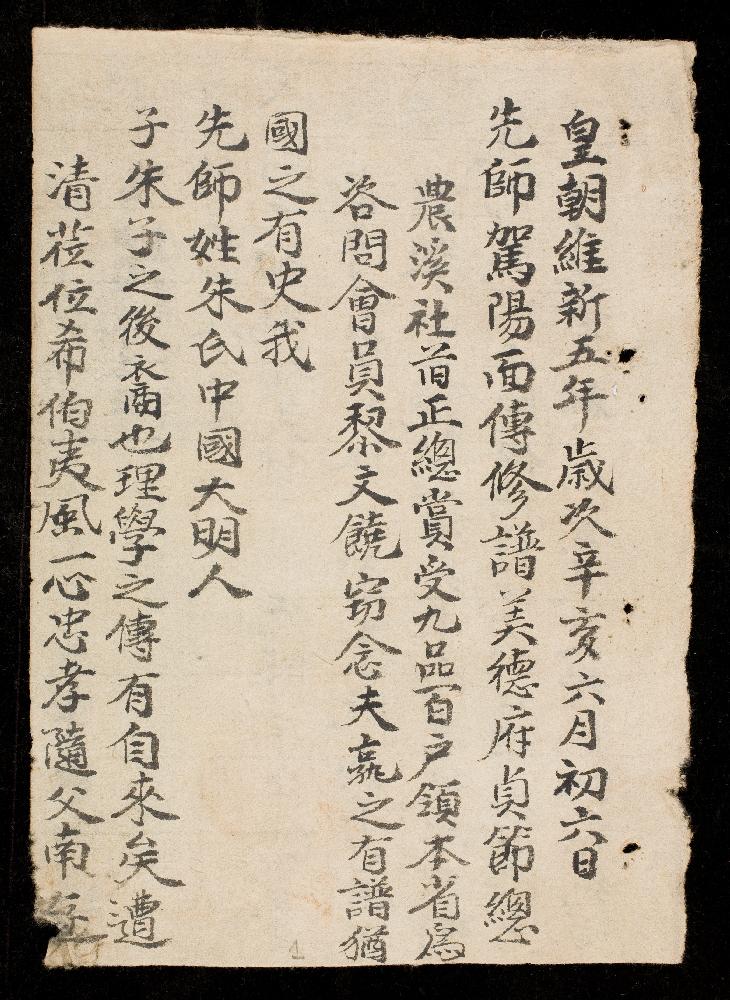 皇朝維新五年歲次辛亥六月初六日
先師駕陽面傳修譜美德府貞節總
農溪社首正總賞受九品百户領本省爲
咨問會員黎文饒竊念夫家之有譜猶
國之有史我
先師姓朱氏中國大明人
子朱子之後裔也理學之傳有自來矣遭
清莅位希伯夷風一心忠孝隨父南